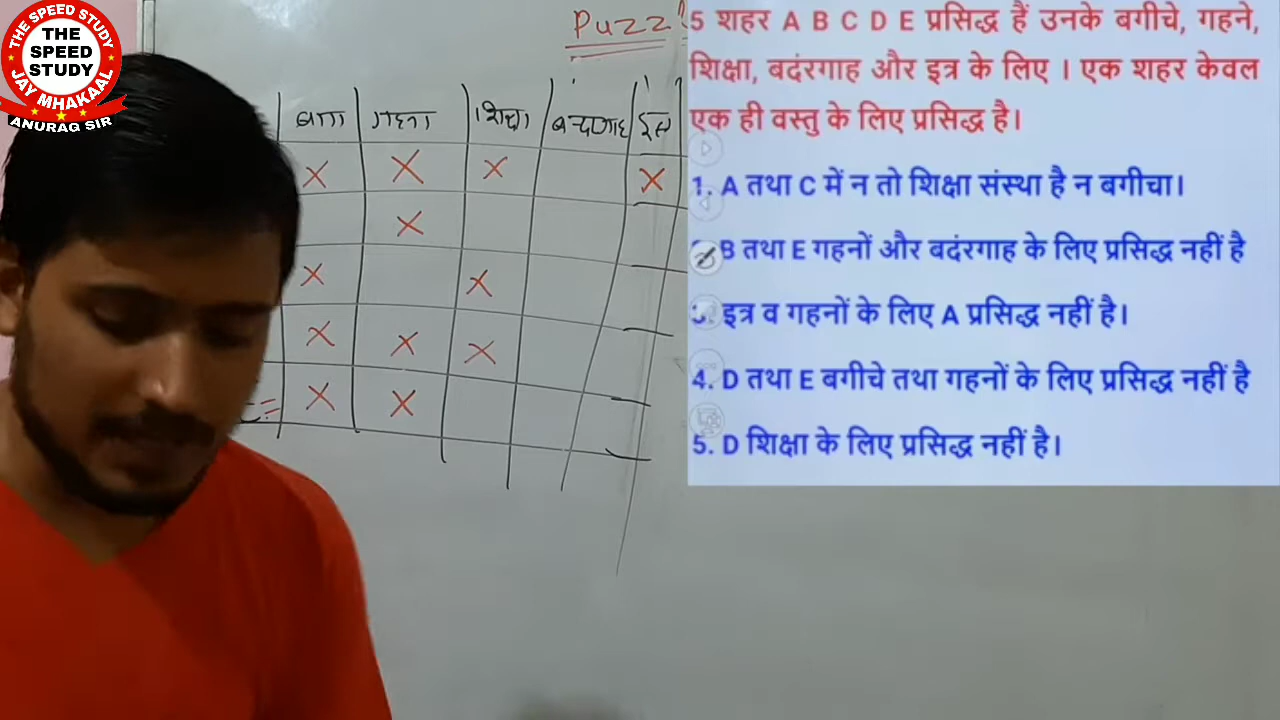 THE SPEED STUDY
THE
SPEED
STUDY
JAY MHAKAAL
ANURAG SIR
5 शहर A B C D E प्रसिद्ध हैं उनके बगीचे, गहने,
शिक्षा, बदंरगाह और इत्र के लिए । एक शहर केवल
एक ही वस्तु के लिए प्रसिद्ध है।
1. A तथा C में न तो शिक्षा संस्था है न बगीचा।
B तथा E गहनों और बदंरगाह के लिए प्रसिद्ध नहीं है
3. इत्र व गहनों के लिए A प्रसिद्ध नहीं है।
4. D तथा E बगीचे तथा गहनों के लिए प्रसिद्ध नहीं है
5. D शिक्षा के लिए प्रसिद्ध नहीं है।
Puzz
X X X X
X
X X
X X X
X X